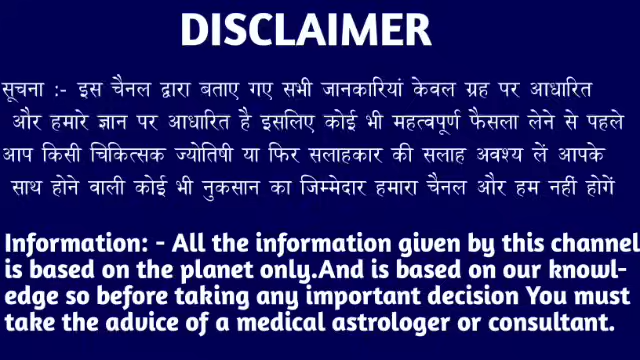 DISCLAIMER
सूचना :- इस चैनल द्वारा बताए गए सभी जानकारियां केवल ग्रह पर आधारित
और हमारे ज्ञान पर आधारित है इसलिए कोई भी महत्वपूर्ण फैसला लेने से पहले
आप किसी चिकित्सक ज्योतिषी या फिर सलाहकार की सलाह अवश्य लें आपके
साथ होने वाली कोई भी नुकसान का जिम्मेदार हमारा चैनल और हम नहीं होगें
Information: - All the information given by this channel
is based on the planet only.And is based on our knowl-
edge so before taking any important decision You must
take the advice of a medical astrologer or consultant.